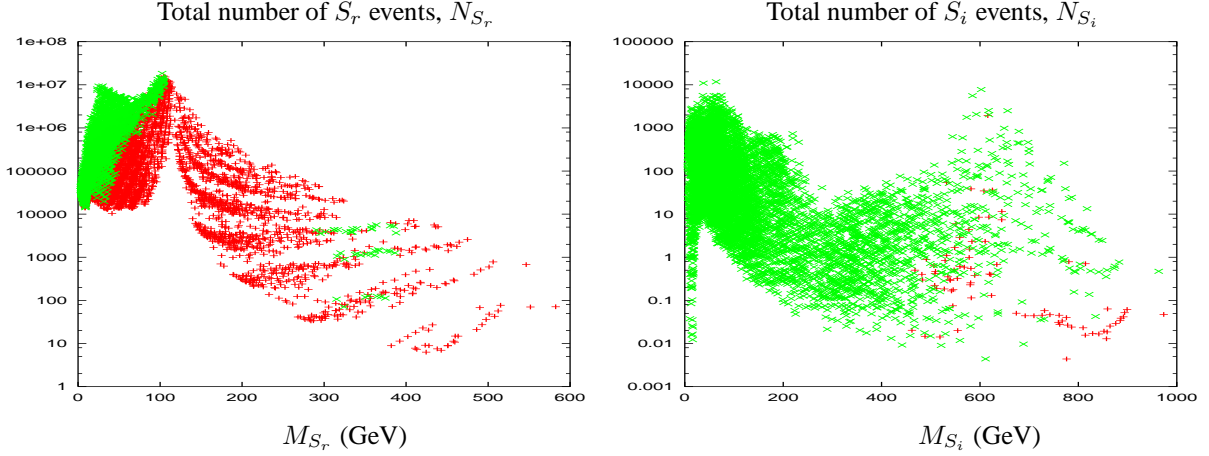 Total number of S_r events, N_{S_r}
1e+08
1e+07
1e+06
100000
10000
1000
100
10
1
0 100 200 300 400 500 600
M_{S_r} (GeV)
Total number of S_i events, N_{S_i}
100000
1000
100
10
1
0.1
0.01
0.001
0 200 400 600 800 1000
M_{S_i} (GeV)